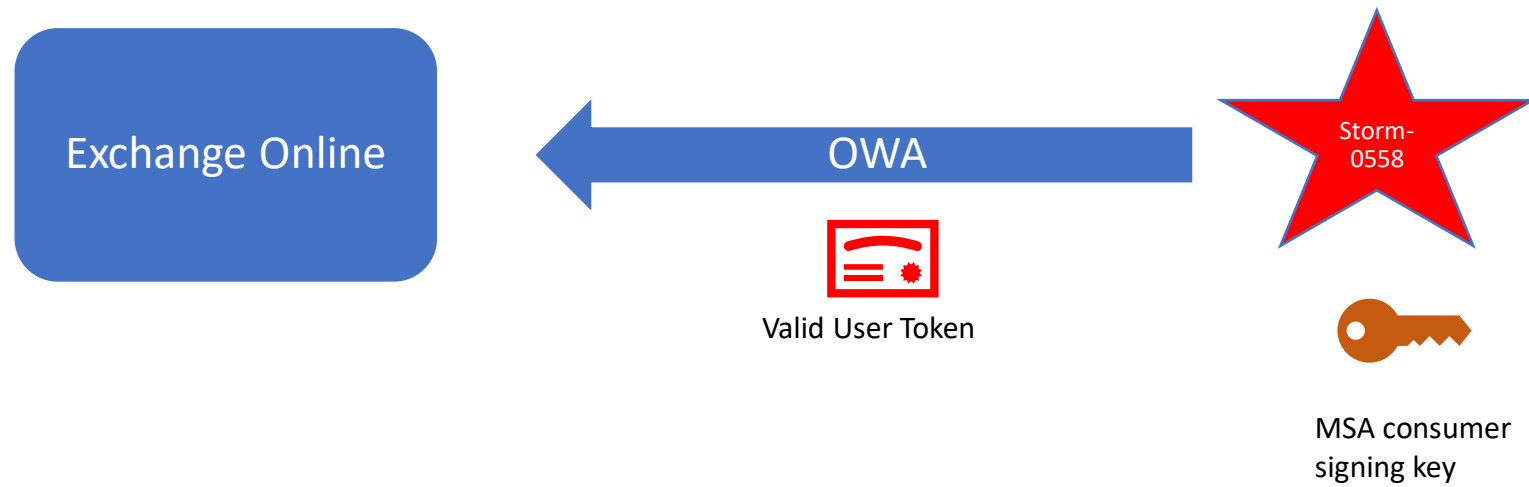 Exchange Online
OWA
Storm-
0558
Valid User Token
MSA consumer
signing key